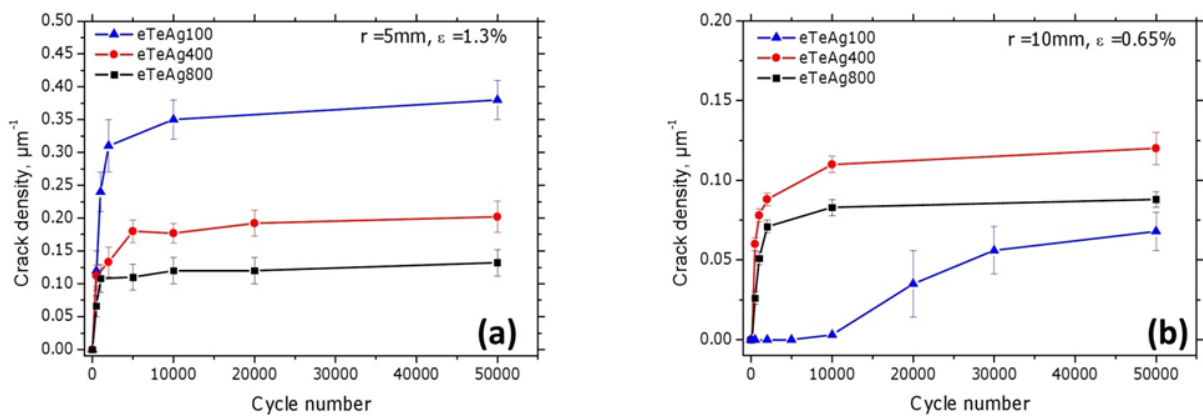 0.50
0.45
0.40
0.35
0.30
0.25
0.20
0.15
0.10
0.05
0.00
Crack density, µm⁻¹
eTeAg100
eTeAg400
eTeAg800
r =5mm, ε =1.3%
(a)
0 10000 20000 30000 40000 50000
Cycle number
0.20
0.15
0.10
0.05
0.00
Crack density, µm⁻¹
eTeAg100
eTeAg400
eTeAg800
r =10mm, ε =0.65%
(b)
0 10000 20000 30000 40000 50000
Cycle number